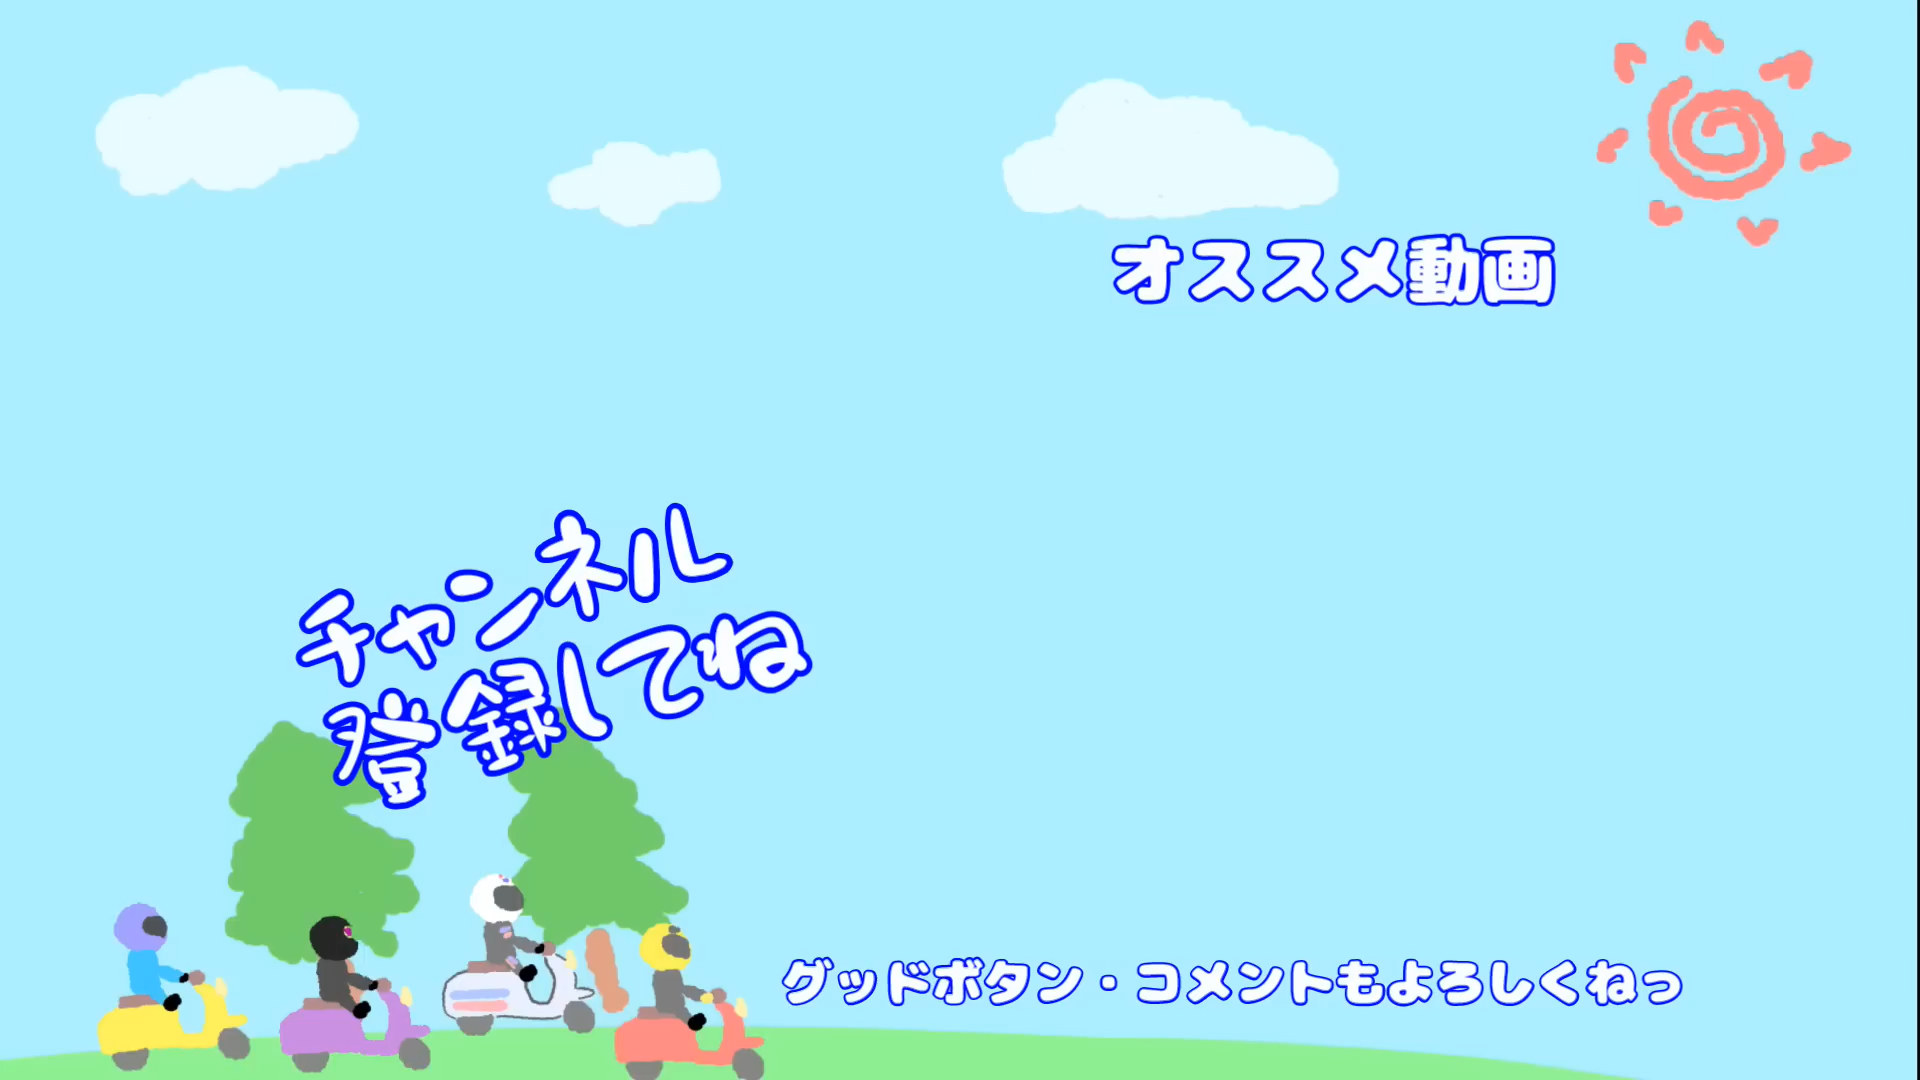 オススメ動画
チャンネル
登録してね
グッドボタン・コメントもよろしくねっ